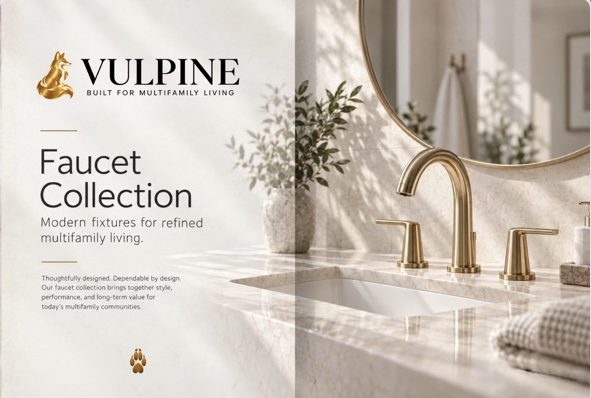 VULPINE
BUILT FOR MULTIFAMILY LIVING
Faucet
Collection
Modern fixtures for refined
multifamily living.
Thoughtfully designed. Dependable by design.
Our faucet collection brings together style,
performance, and long-term value for
today's multifamily communities.